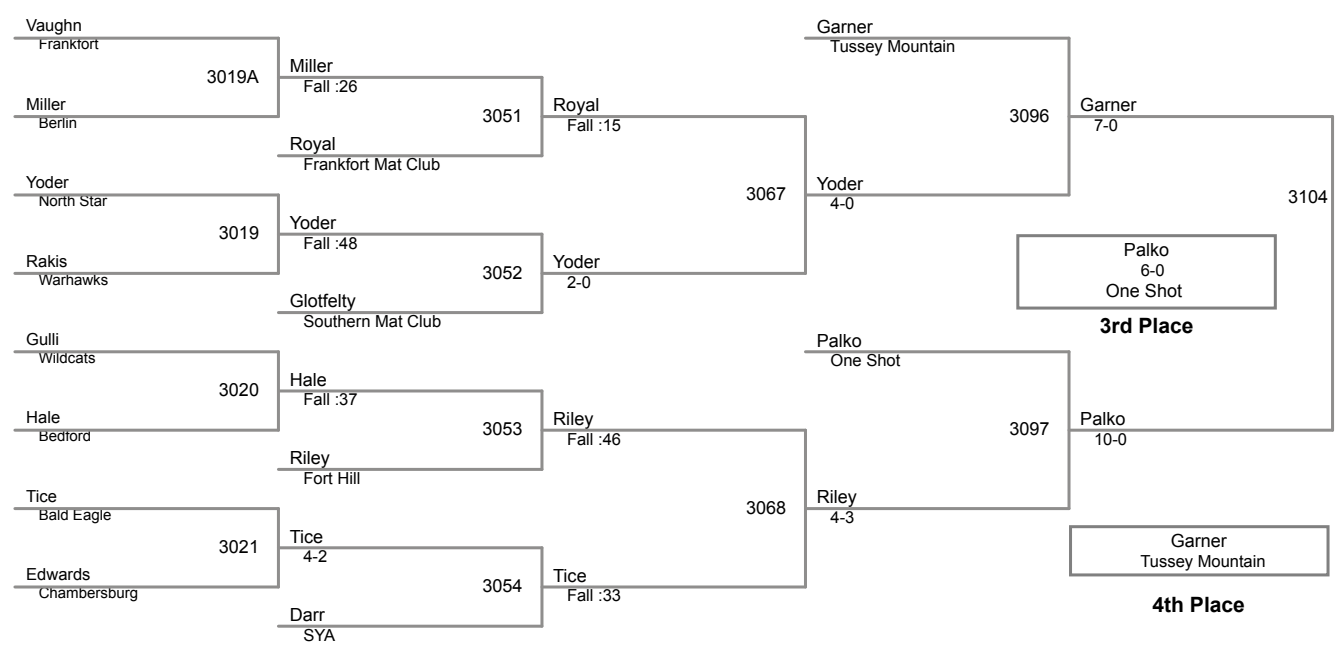 Vaughn
Frankfort
3019A
Miller
Berlin
Yoder
North Star
3019
Rakis
Warhawks
Gulli
Wildcats
3020
Hale
Bedford
Tice
Bald Eagle
3021
Edwards
Chambersburg
Miller
Fall :26
3051
Royal
Frankfort Mat Club
Yoder
Fall :48
3052
Glotfelty
Southern Mat Club
Hale
Fall :37
3053
Riley
Fort Hill
Tice
4-2
3054
Darr
SYA
Royal
Fall :15
3067
Yoder
2-0
Riley
Fall :46
3068
Tice
Fall :33
Garner
Tussey Mountain
3096
Yoder
4-0
Palko
One Shot
3097
Riley
4-3
Garner
7-0
3104
Palko
10-0
Palko
6-0
One Shot
3rd Place
Garner
Tussey Mountain
4th Place